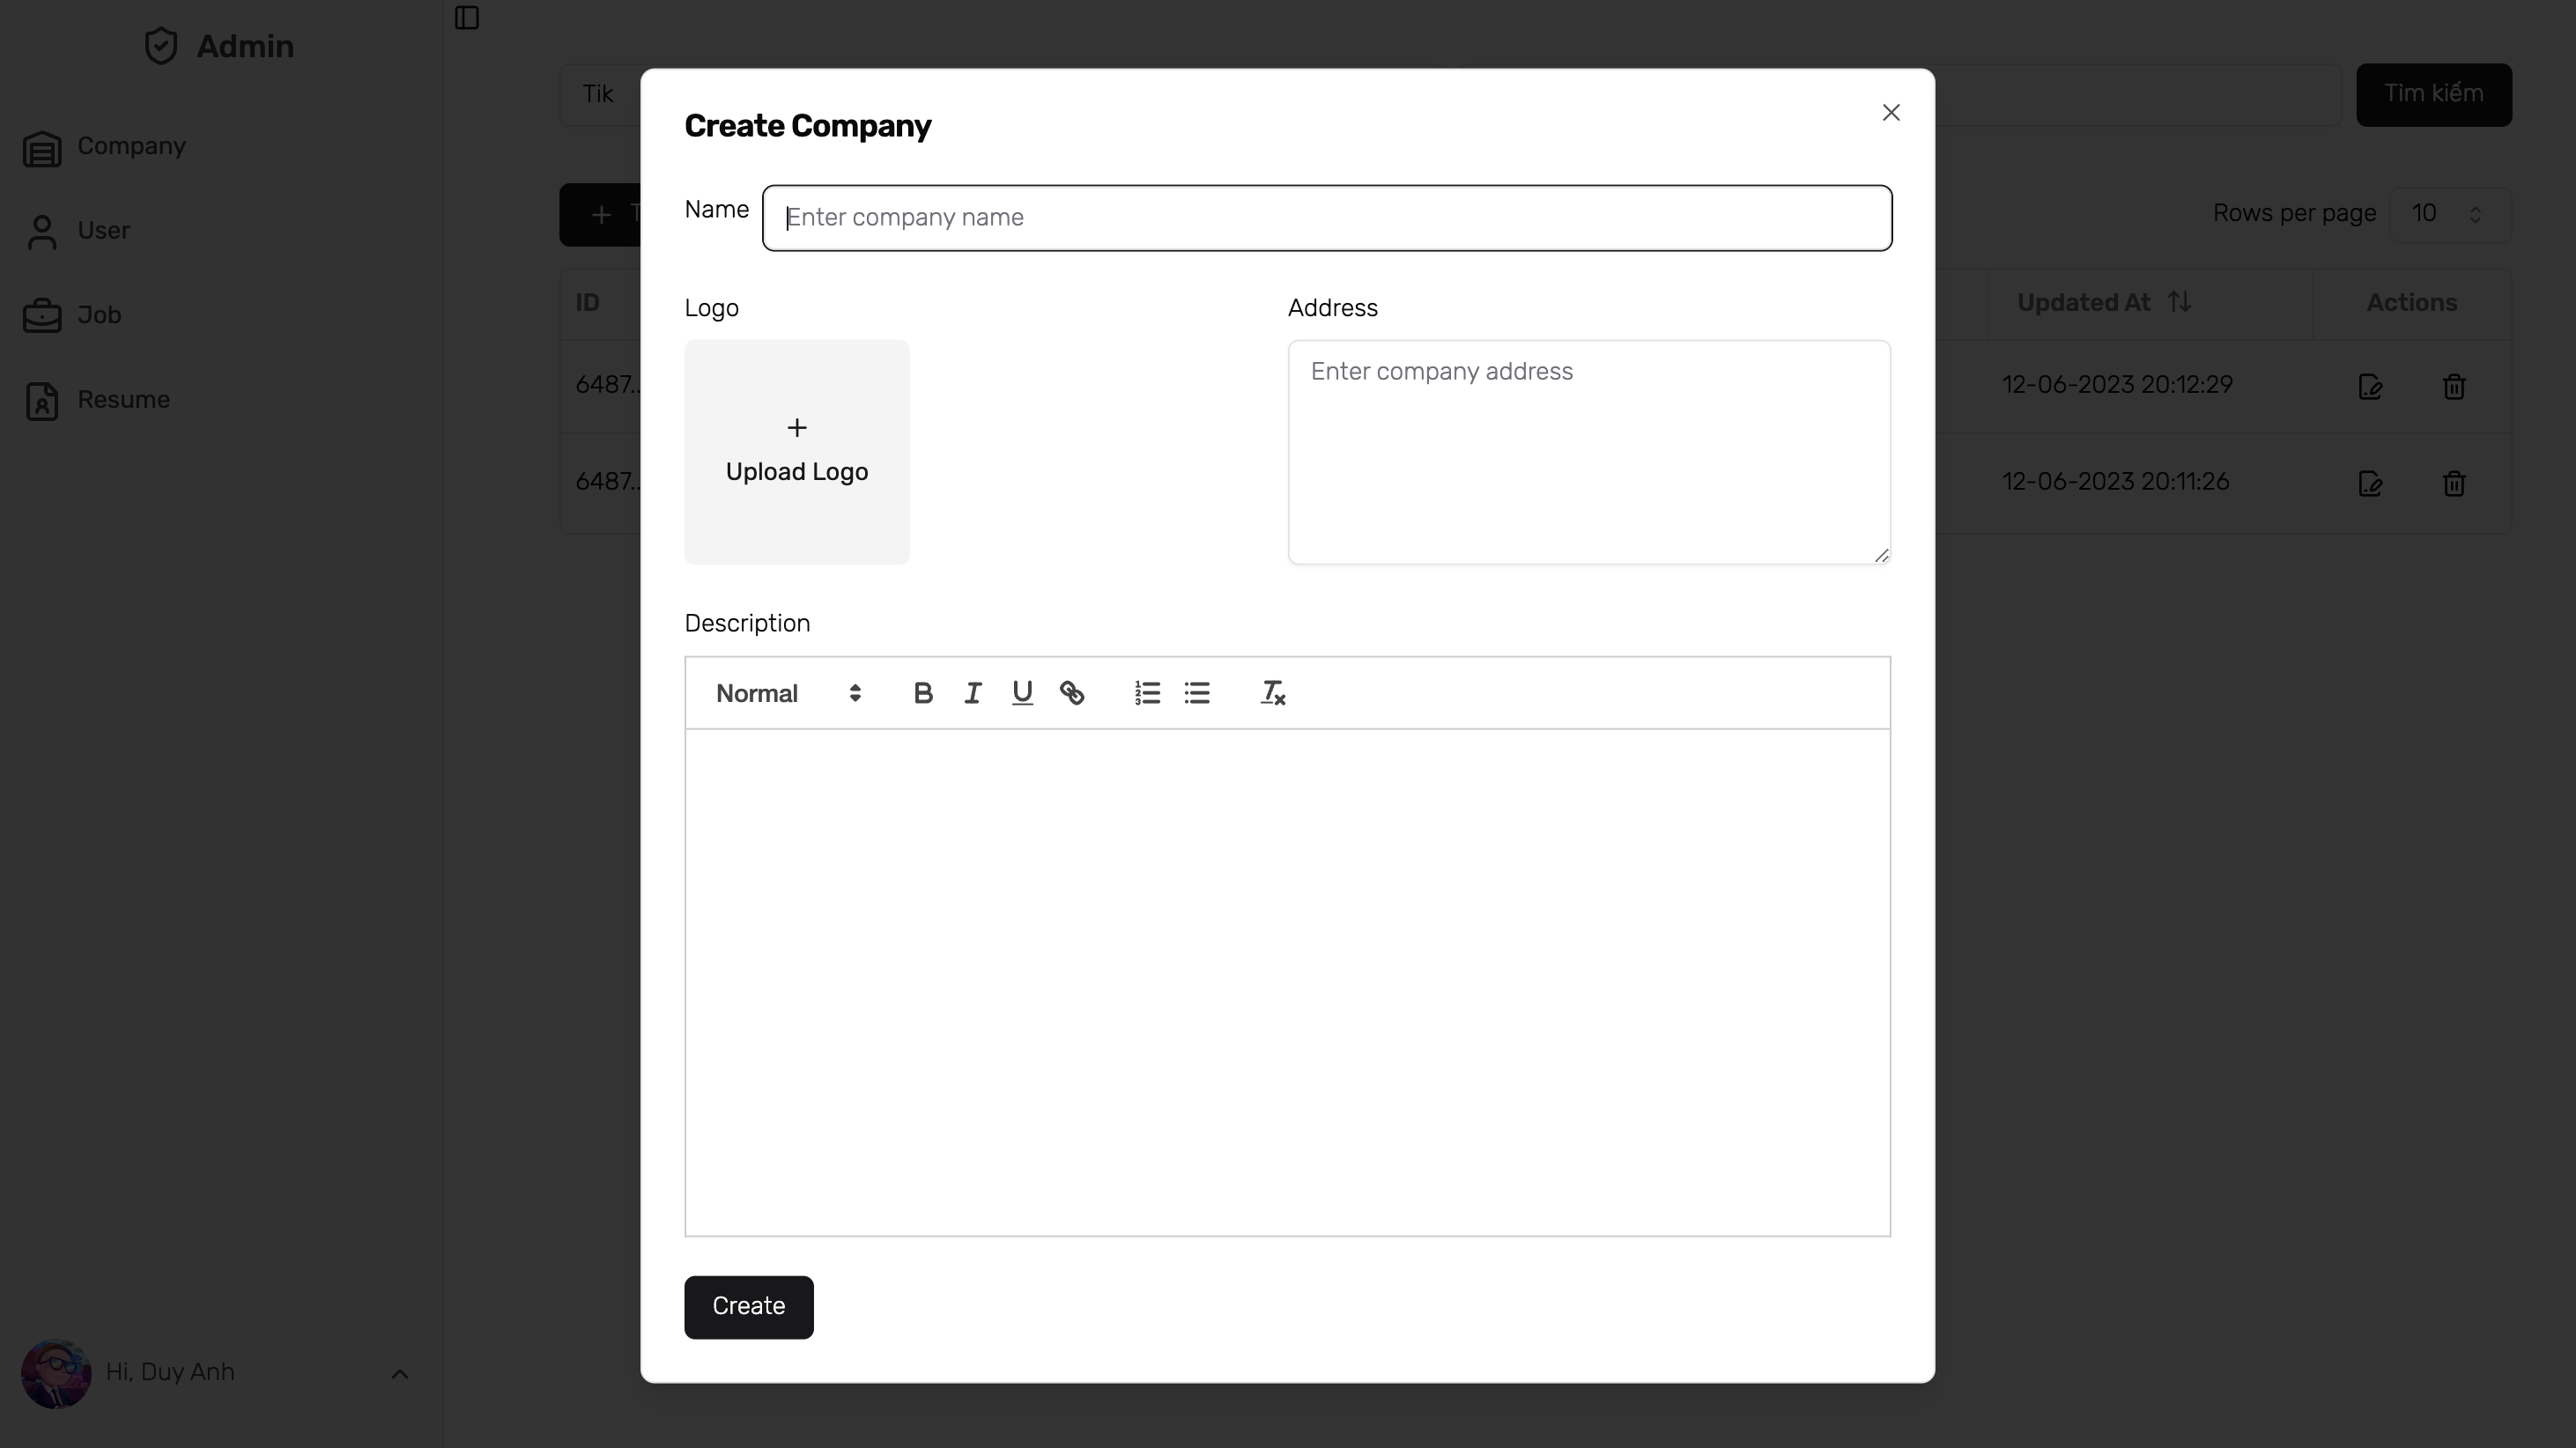 Admin
Company
User
Job
Resume
Hi, Duy Anh
Tik
Tìm kiếm
Rows per page 10
ID
Updated At
Actions
6487..
12-06-2023 20:12:29
6487..
12-06-2023 20:11:26
Create Company
Name
Enter company name
Logo
Address
Upload Logo
Enter company address
Description
Normal
Create